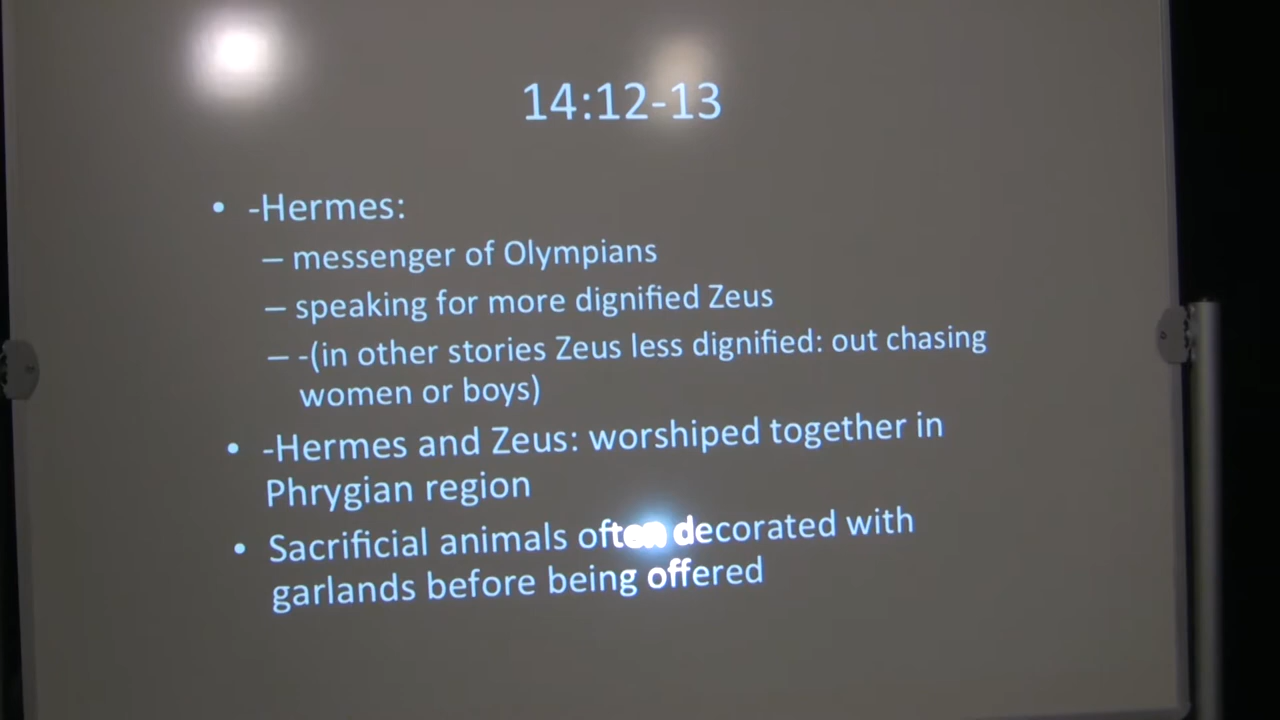 14:12-13
• -Hermes:
– messenger of Olympians
– speaking for more dignified Zeus
– -(in other stories Zeus less dignified: out chasing
women or boys)
• -Hermes and Zeus: worshiped together in
Phrygian region
• Sacrificial animals often decorated with
garlands before being offered